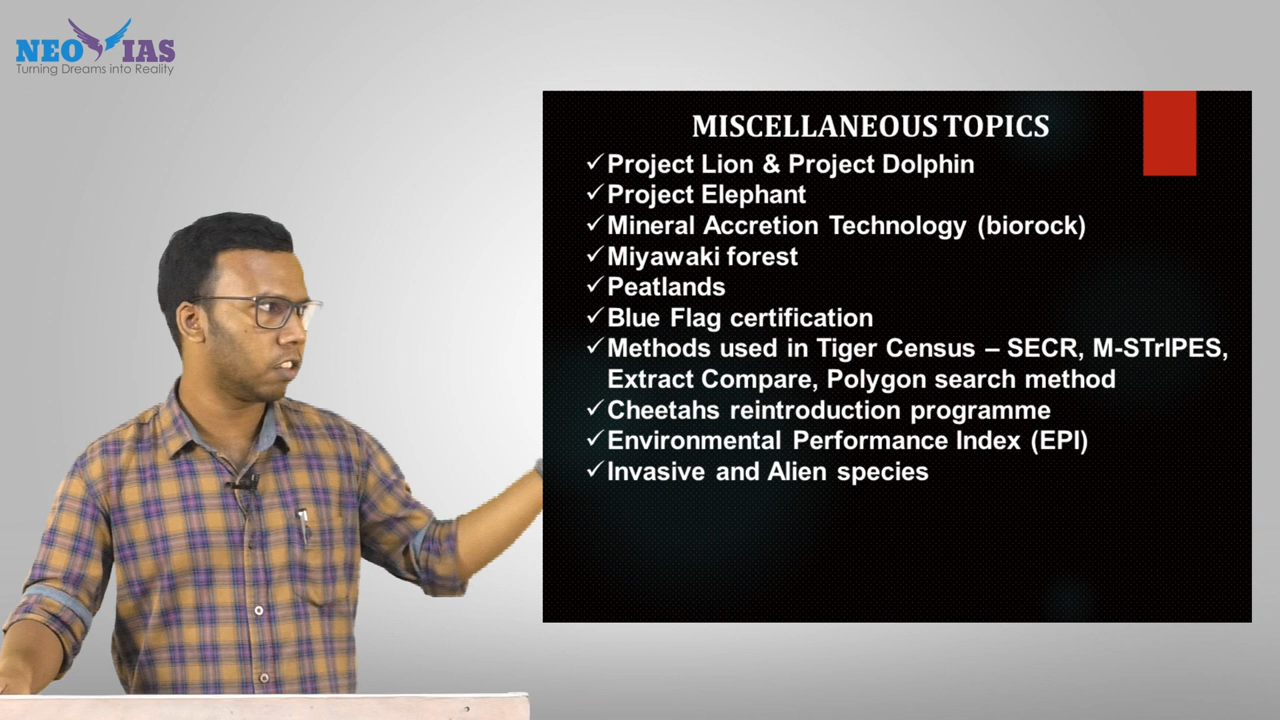 NEO IAS
Turning Dreams into Reality
MISCELLANEOUS TOPICS
✓Project Lion & Project Dolphin
✓Project Elephant
✓Mineral Accretion Technology (biorock)
✓Miyawaki forest
✓Peatlands
✓Blue Flag certification
✓Methods used in Tiger Census – SECR, M-STrIPES,
Extract Compare, Polygon search method
✓Cheetahs reintroduction programme
✓Environmental Performance Index (EPI)
✓Invasive and Alien species